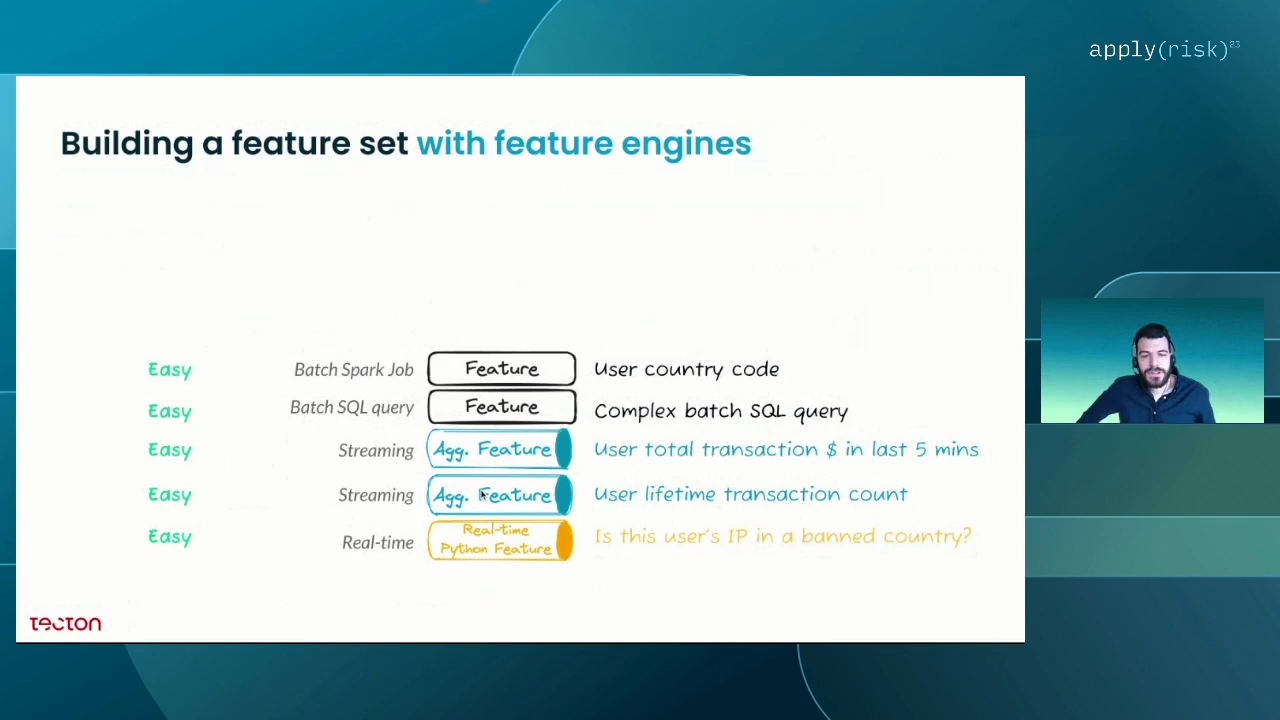 apply(risk)²³
Building a feature set with feature engines
Easy Batch Spark Job Feature User country code
Easy Batch SQL query Feature Complex batch SQL query
Easy Streaming Agg. Feature User total transaction $ in last 5 mins
Easy Streaming Agg. Feature User lifetime transaction count
Easy Real-time Real-time Python Feature Is this user's IP in a banned country?
tecton